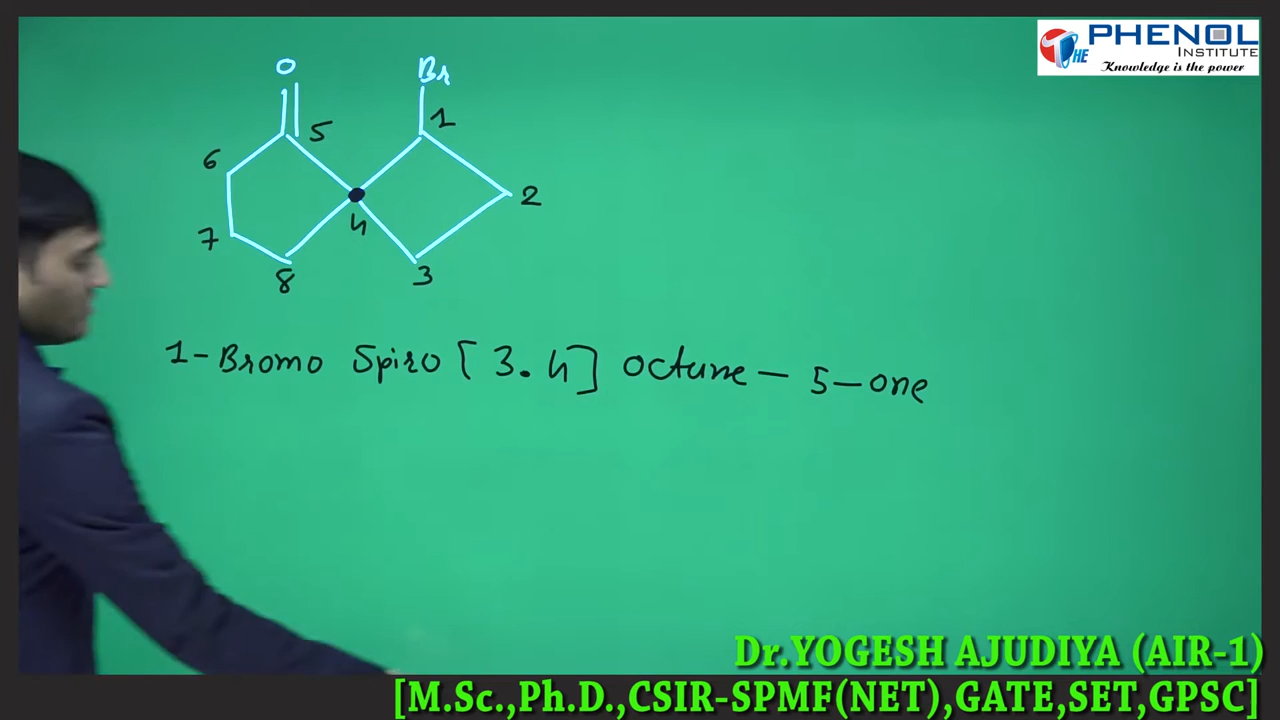 PHENOL
INSTITUTE
THE
Knowledge is the power
O
Br
5
1
6
2
4
7
8
3
1-Bromo Spiro [3.4] octane - 5-one
Dr.YOGESH AJUDIYA (AIR-1)
[M.Sc.,Ph.D.,CSIR-SPMF(NET),GATE,SET,GPSC]